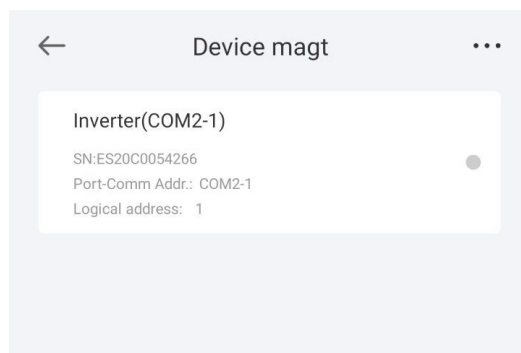 Device magt
Inverter(COM2-1)
SN:ES20C0054266
Port-Comm Addr.: COM2-1
Logical address: 1